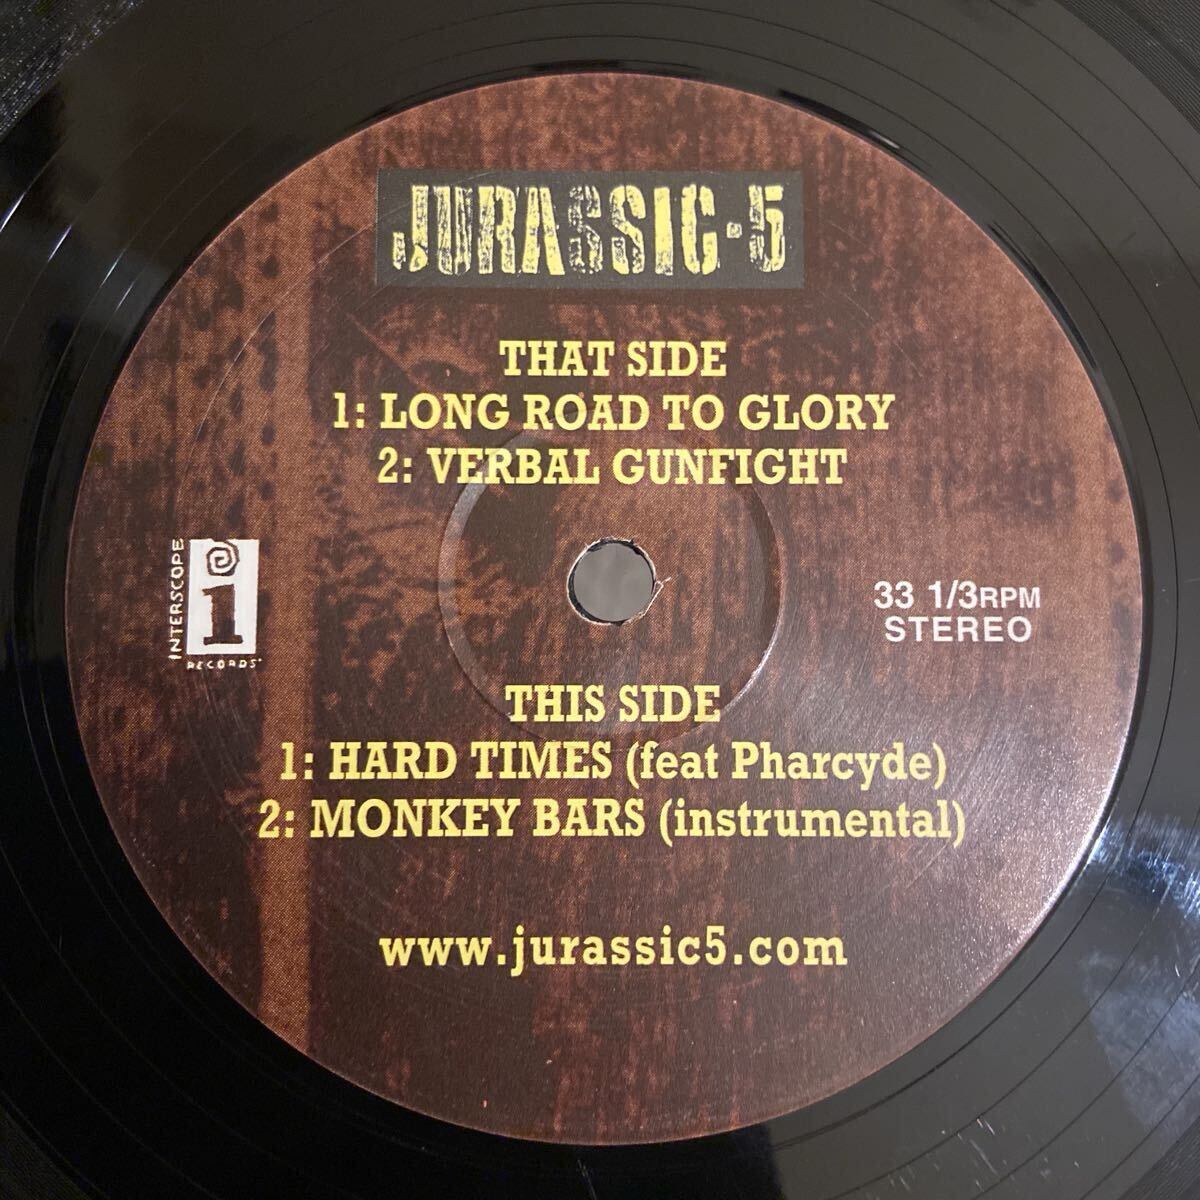 JURASSIC-5
THAT SIDE
1: LONG ROAD TO GLORY
2: VERBAL GUNFIGHT
INTERSCOPE
i
RECORDS
33 1/3RPM
STEREO
THIS SIDE
1: HARD TIMES (feat Pharcyde)
2: MONKEY BARS (instrumental)
www.jurassic5.com